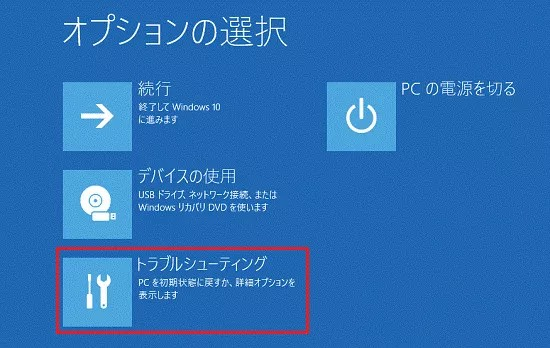 オプションの選択
続行
終了して Windows 10
に進みます
PC の電源を切る
デバイスの使用
USB ドライブ、ネットワーク接続、または
Windows リカバリ DVD を使います
トラブルシューティング
PC を初期状態に戻すか、詳細オプションを
表示します